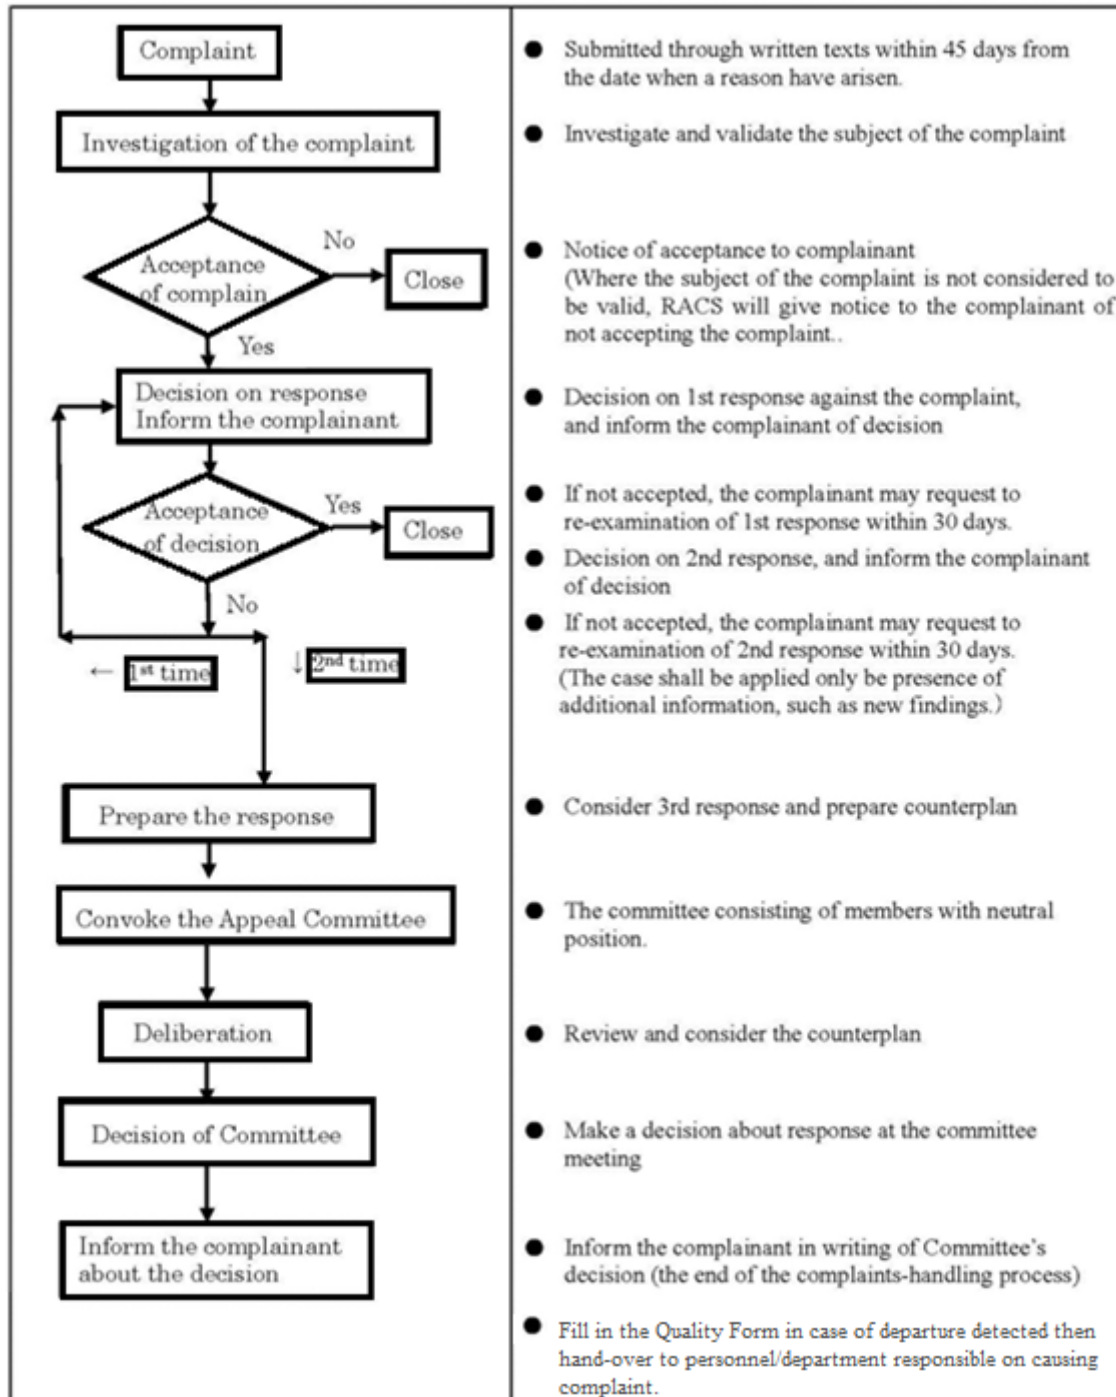 Complaint
Submitted through written texts within 45 days from
the date when a reason have arisen.
Investigation of the complaint
Investigate and validate the subject of the complaint
Acceptance
of complain
No
Close
Yes
Notice of acceptance to complainant
(Where the subject of the complaint is not considered to
be valid, RACS will give notice to the complainant of
not accepting the complaint..
Decision on response
Inform the complainant
Decision on 1st response against the complaint,
and inform the complainant of decision
Acceptance
of decision
Yes
Close
No
← 1st time
↓ 2nd time
If not accepted, the complainant may request to
re-examination of 1st response within 30 days.
Decision on 2nd response, and inform the complainant
of decision
If not accepted, the complainant may request to
re-examination of 2nd response within 30 days.
(The case shall be applied only be presence of
additional information, such as new findings.)
Prepare the response
Consider 3rd response and prepare counterplan
Convoke the Appeal Committee
The committee consisting of members with neutral
position.
Deliberation
Review and consider the counterplan
Decision of Committee
Make a decision about response at the committee
meeting
Inform the complainant
about the decision
Inform the complainant in writing of Committee's
decision (the end of the complaints-handling process)
Fill in the Quality Form in case of departure detected then
hand-over to personnel/department responsible on causing
complaint.